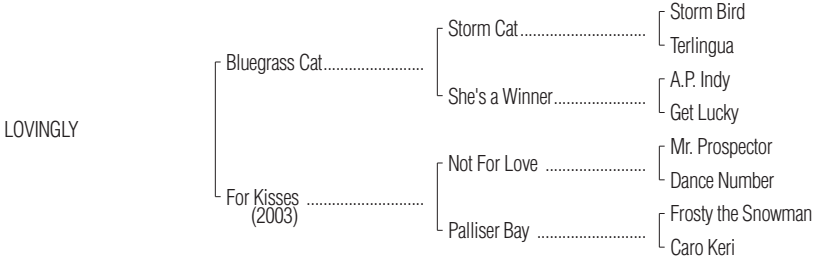 Storm Bird
Storm Cat..............................
Terlingua
Bluegrass Cat........................
A.P. Indy
She's a Winner......................
Get Lucky
LOVINGLY
Mr. Prospector
Not For Love ........................
Dance Number
For Kisses ............................
(2003)
Frosty the Snowman
Palliser Bay ..........................
Caro Keri